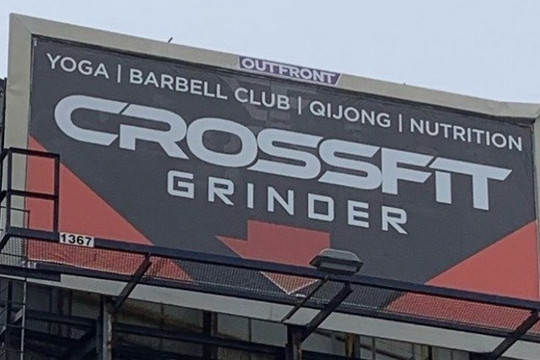 OUTFRONT
YOGA | BARBELL CLUB | QIJONG | NUTRITION
CROSSFIT
GRINDER
1367